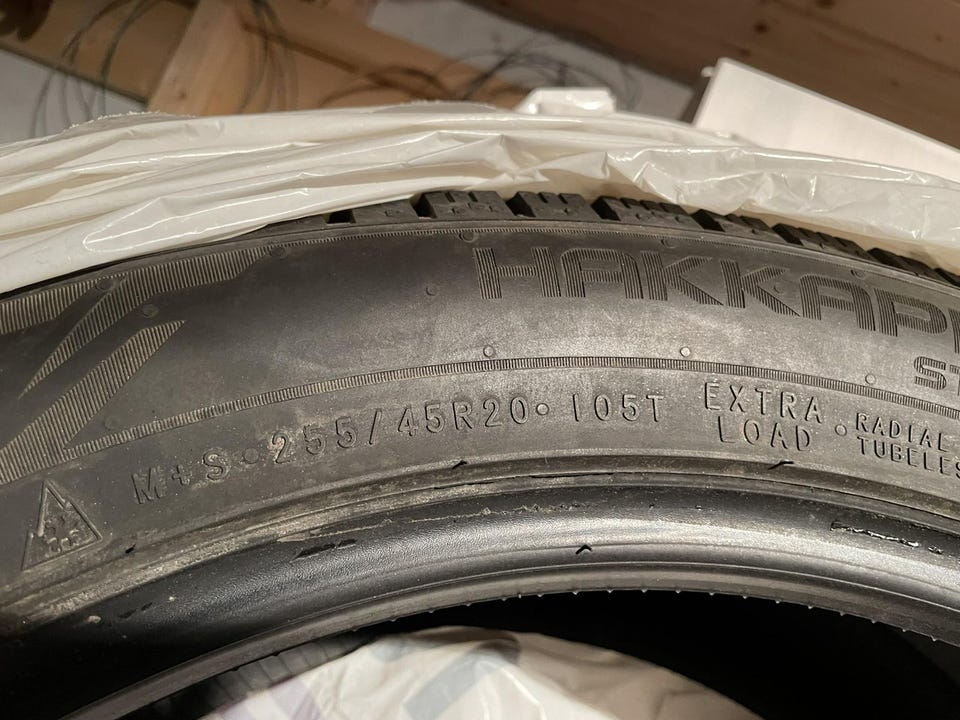 HAKKAP
ST
M+S • 255/45R20 • 105T EXTRA LOAD • RADIAL TUBELES